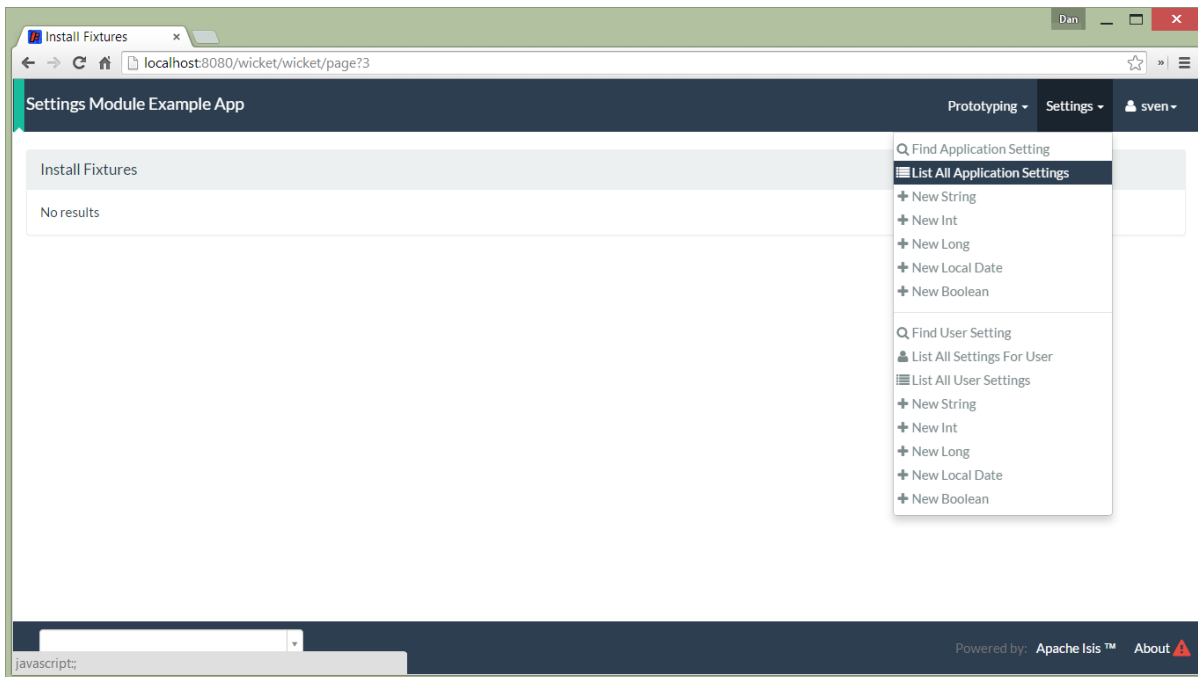 Dan
Install Fixtures
localhost:8080/wicket/wicket/page?3
Settings Module Example App
Prototyping
Settings
sven
Install Fixtures
No results
Find Application Setting
List All Application Settings
New String
New Int
New Long
New Local Date
New Boolean
Find User Setting
List All Settings For User
List All User Settings
New String
New Int
New Long
New Local Date
New Boolean
Powered by: Apache Isis ™ About
javascript:;